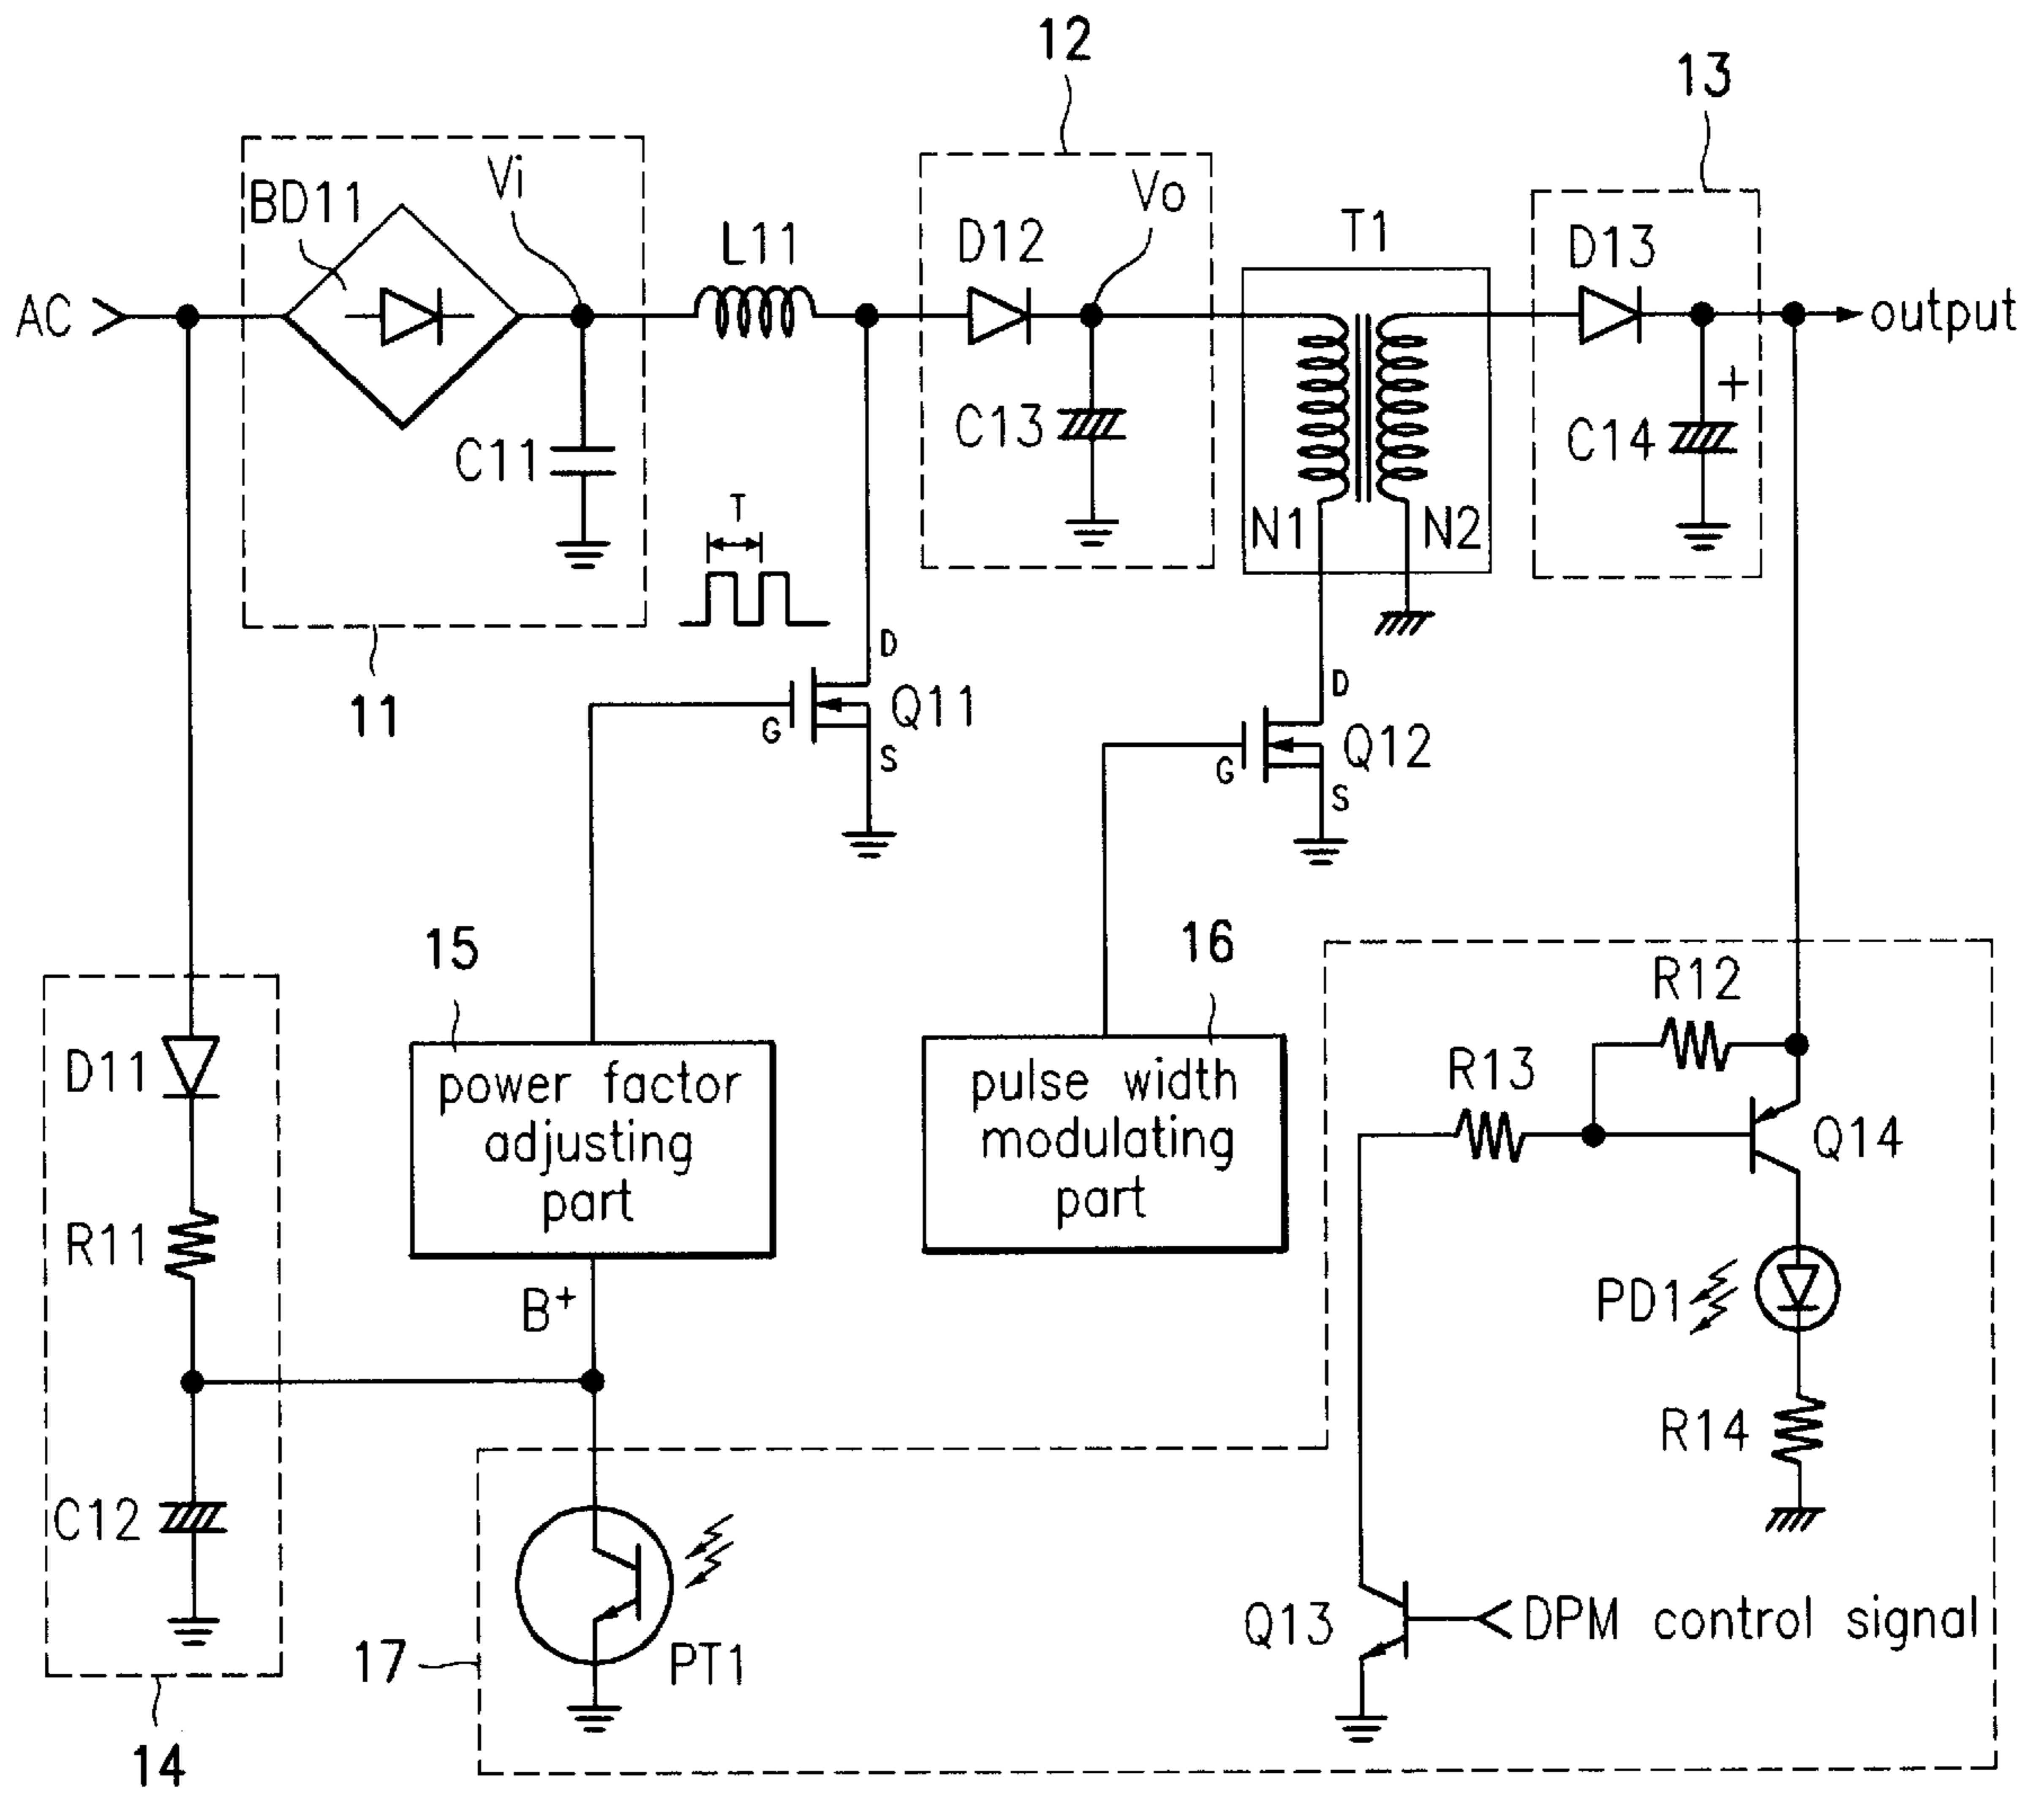 12
13
BD11
Vi
L11
D12
Vo
T1
D13
AC
output
C11
C13
+
C14
T
N1
N2
11
D
G
Q11
S
D
G
Q12
S
15
16
R12
D11
power factor
adjusting
part
pulse width
modulating
part
R13
Q14
R11
B+
PD1
R14
C12
PT1
Q13
DPM control signal
17
14